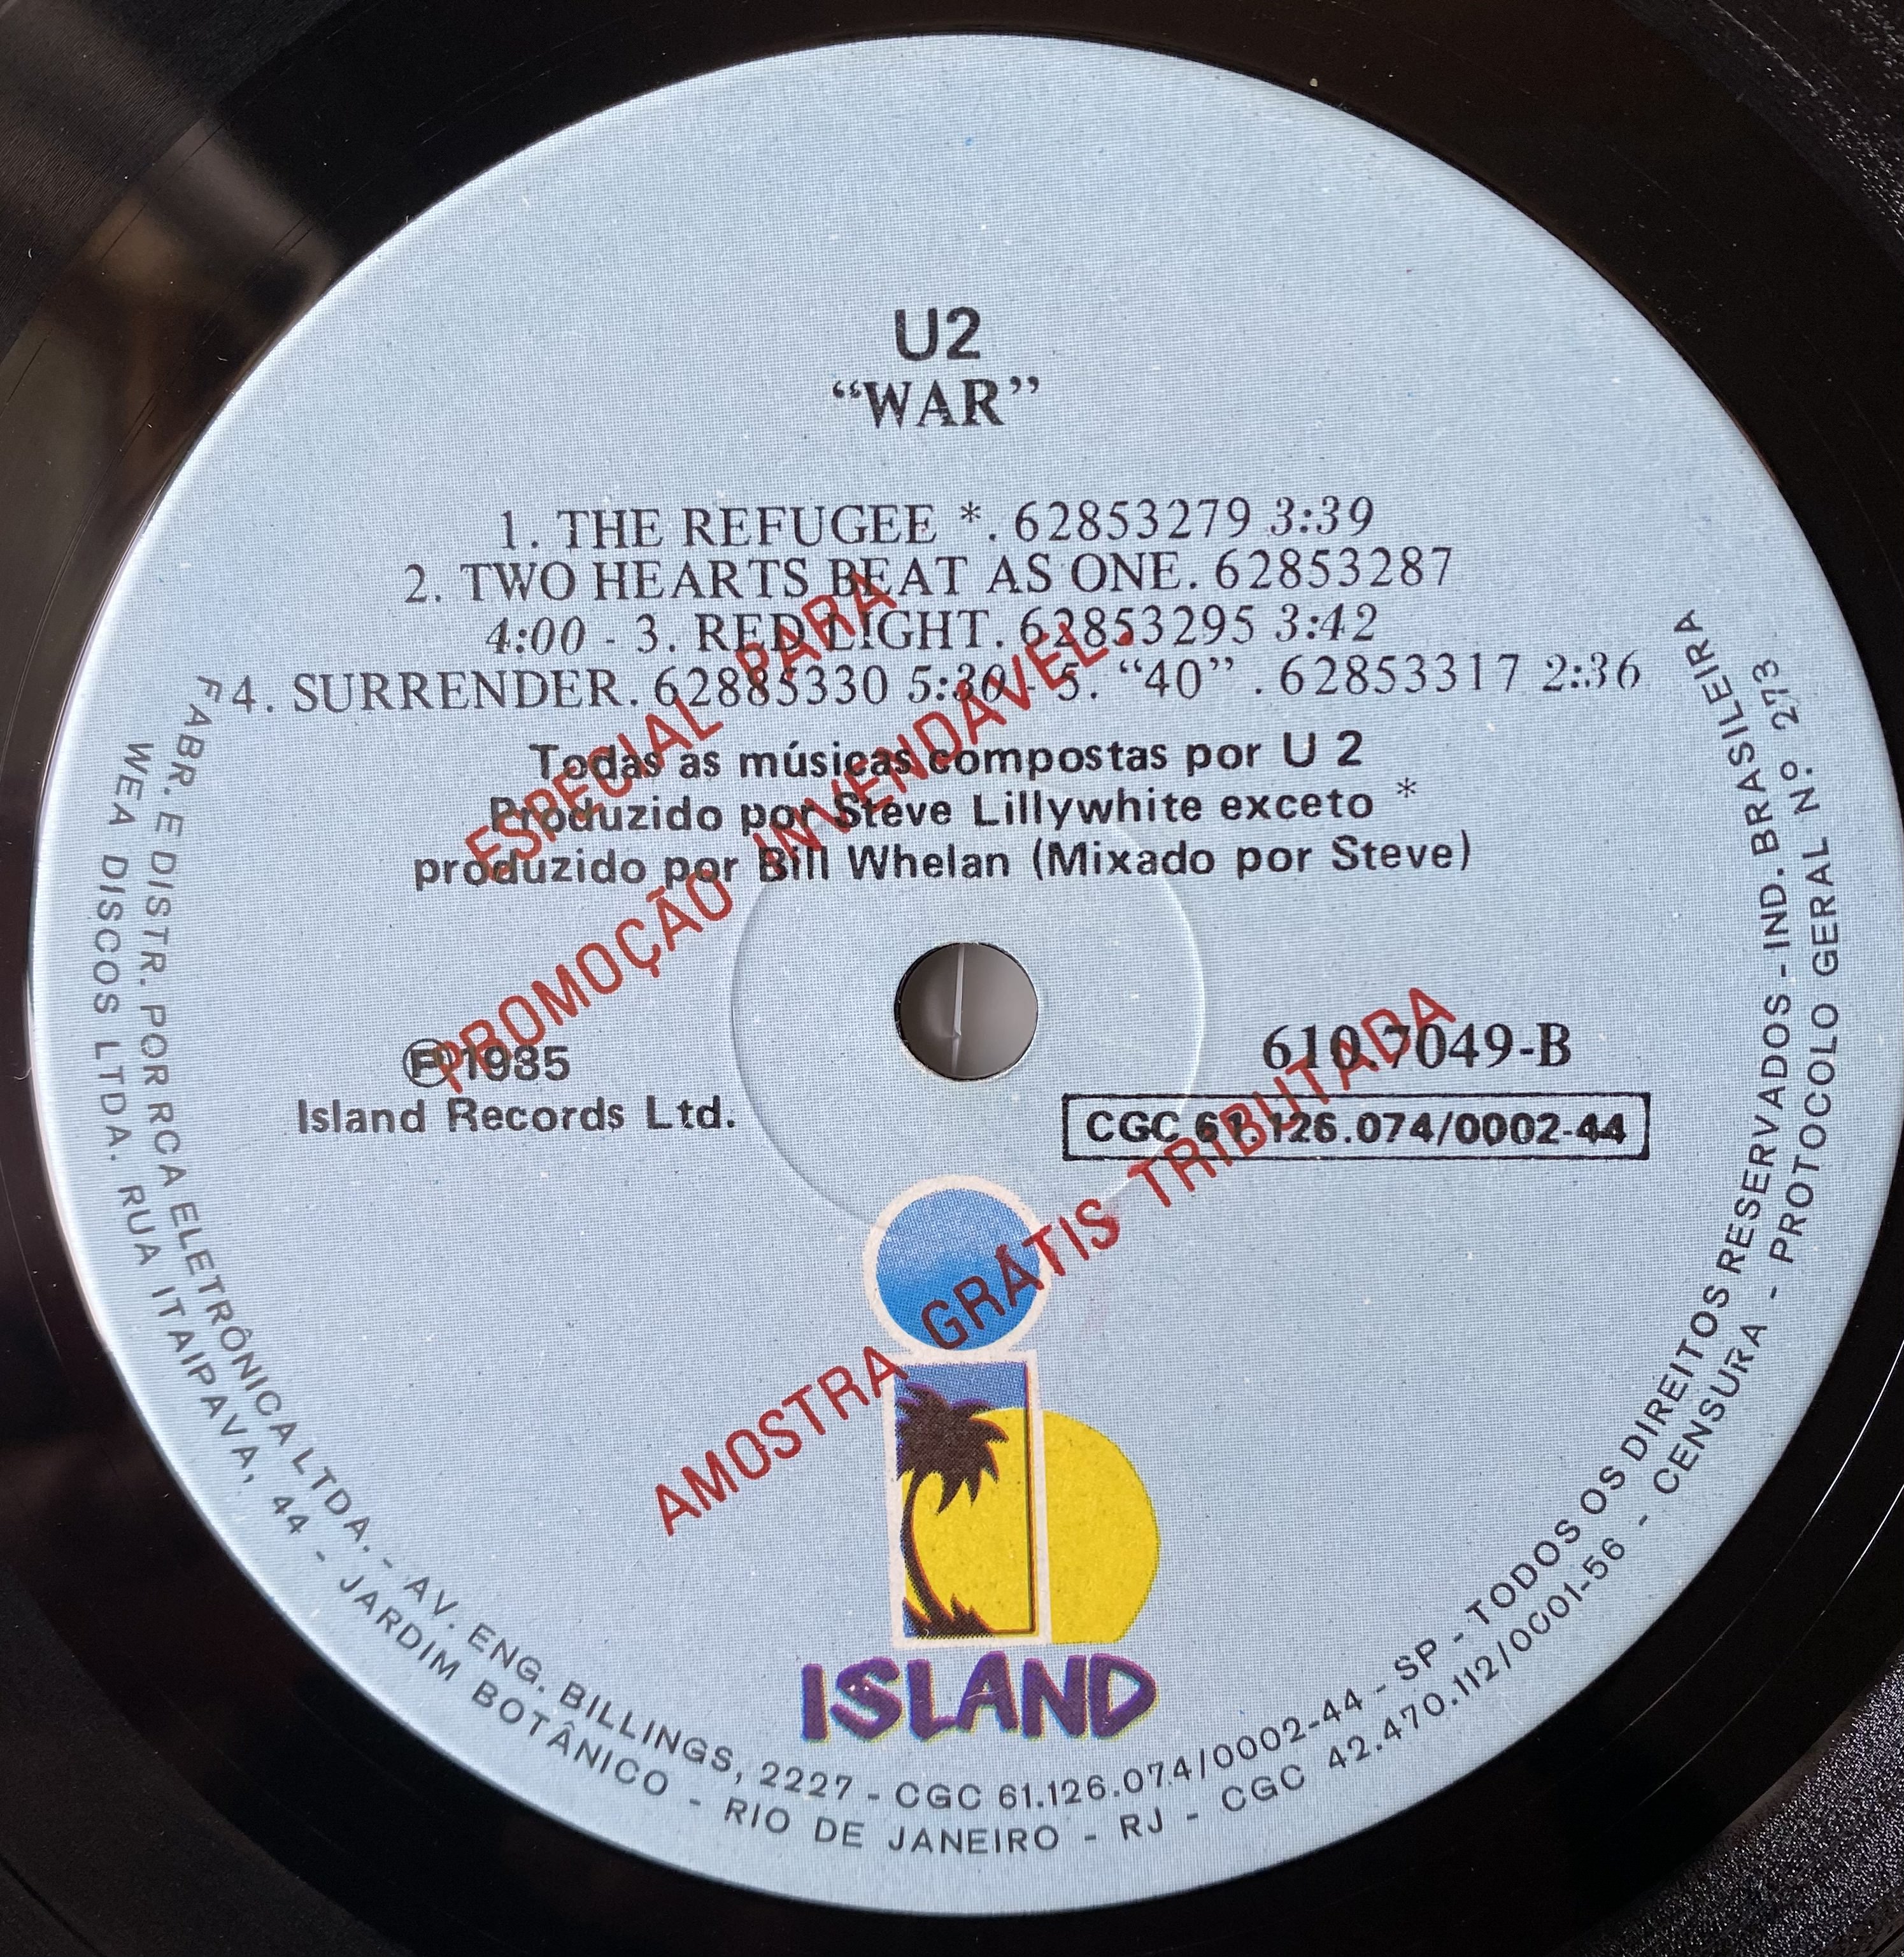 U2
“WAR”
1. THE REFUGEE *. 62853279 3:39
2. TWO HEARTS BEAT AS ONE. 62853287
4:00 - 3. RED LIGHT. 62853295 3:42
4. SURRENDER. 62885330 5:30 - 5. “40” . 62853317 2:36
Todas as músicas compostas por U 2
Produzido por Steve Lillywhite exceto *
produzido por Bill Whelan (Mixado por Steve)
ESPECIAL PARA
PROMOÇÃO INVENDÁVEL.
Ⓟ 1985
Island Records Ltd.
610.7049-B
CGC 61.126.074/0002-44
AMOSTRA GRÁTIS TRIBUTADA
ISLAND
FABR. E DISTR. POR RCA ELETRÔNICA LTDA. - AV. ENG. BILLINGS, 2227 - CGC 61.126.074/0002-44 - SP - TODOS OS DIREITOS RESERVADOS - IND. BRASILEIRA
WEA DISCOS LTDA. RUA ITAIPAVA, 44 - JARDIM BOTÂNICO - RIO DE JANEIRO - RJ - CGC 42.470.112/0001-56 - CENSURA - PROTOCOLO GERAL Nº 273